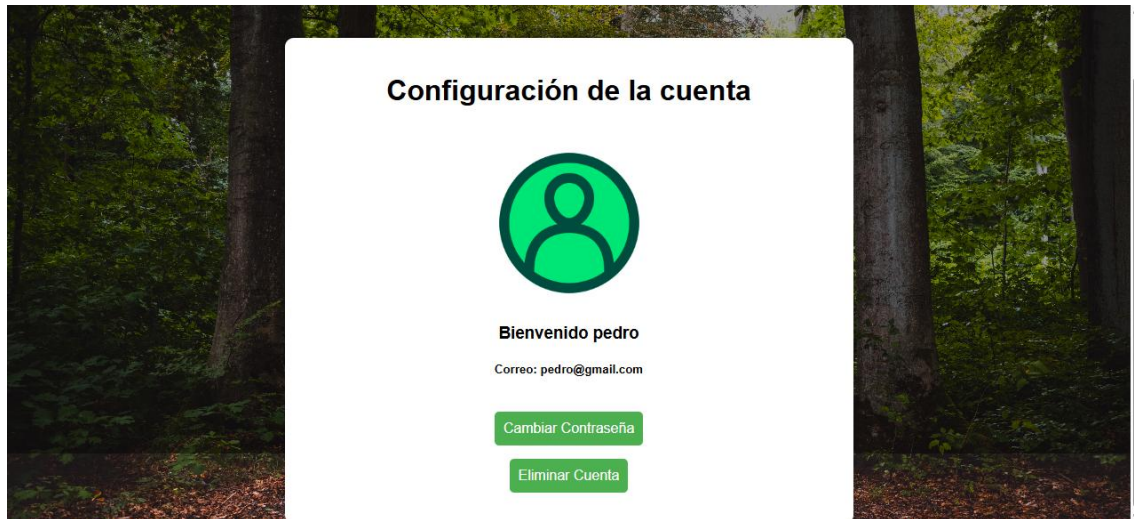 Configuración de la cuenta
Bienvenido pedro
Correo: pedro@gmail.com
Cambiar Contraseña
Eliminar Cuenta